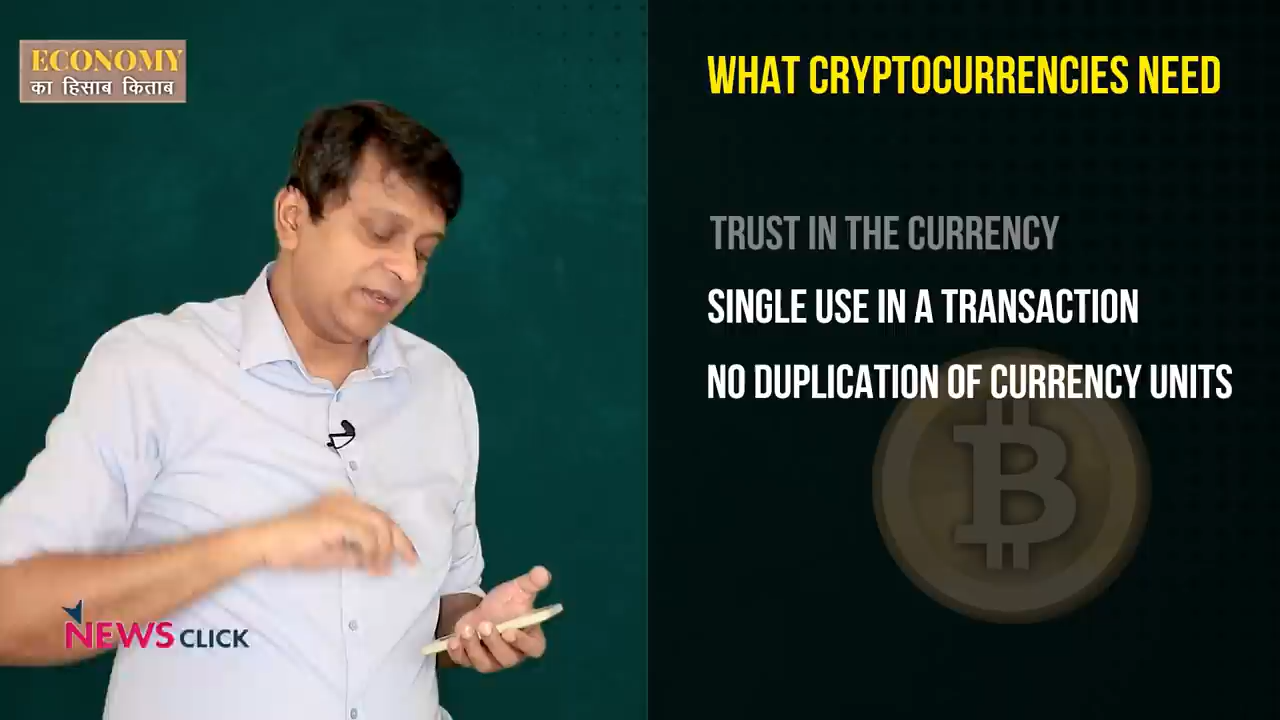 ECONOMY
का हिसाब किताब
WHAT CRYPTOCURRENCIES NEED
TRUST IN THE CURRENCY
SINGLE USE IN A TRANSACTION
NO DUPLICATION OF CURRENCY UNITS
NEWSCLICK